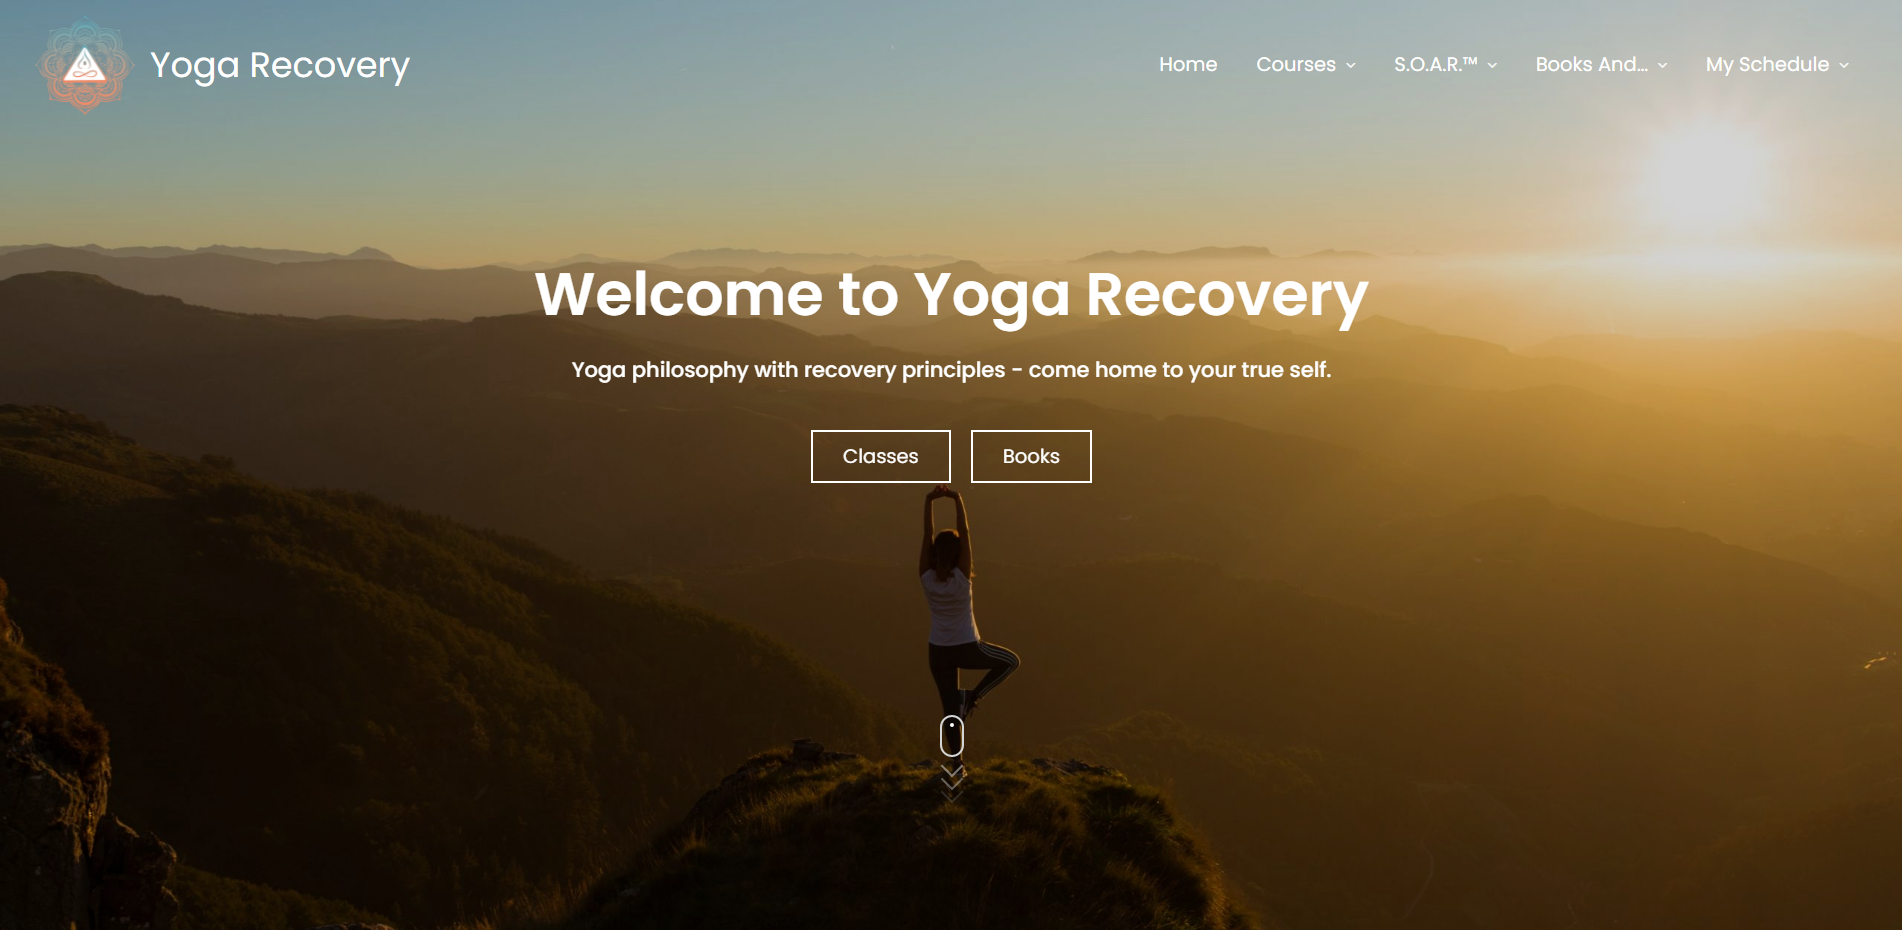 Yoga Recovery
Home
Courses
S.O.A.R.™
Books And...
My Schedule
Welcome to Yoga Recovery
Yoga philosophy with recovery principles - come home to your true self.
Classes
Books